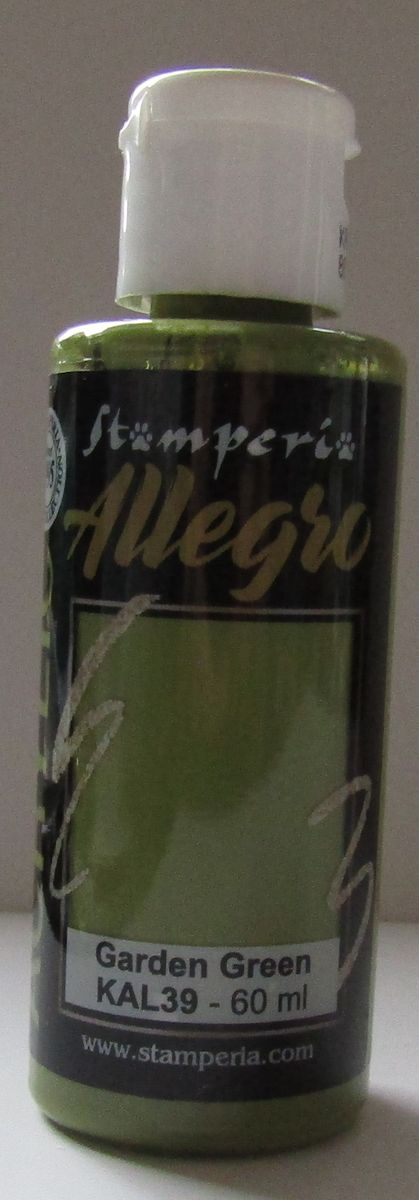 Stamperia
Allegro
Garden Green
KAL39 - 60 ml
www.stamperia.com